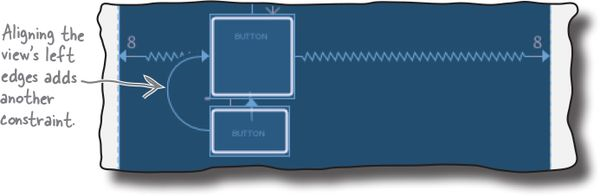 Aligning the
view's left
edges adds
another
constraint.
8
8
BUTTON
BUTTON